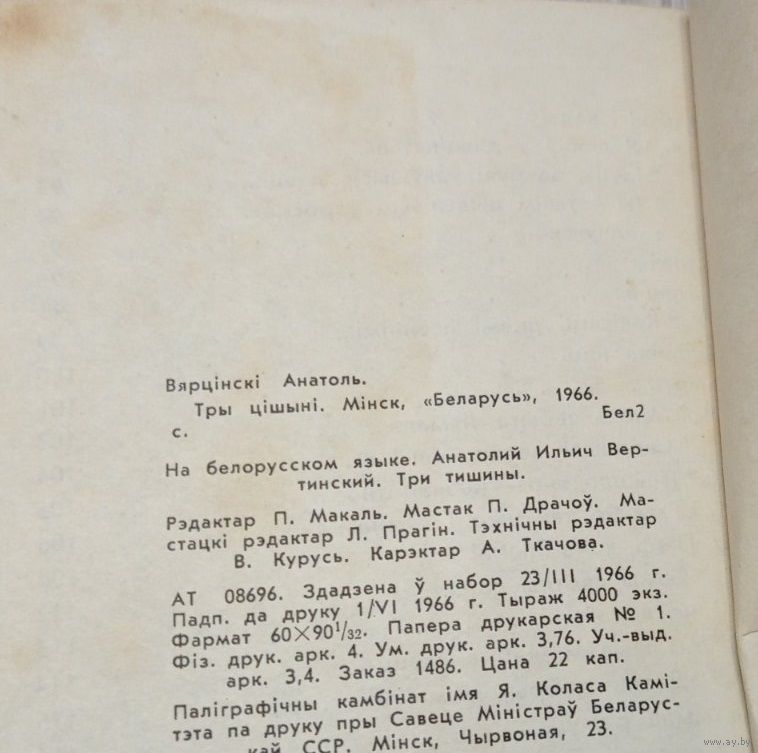 Вярцінскі Анатоль.
Тры цішыні. Мінск, «Беларусь», 1966.
с. Бел2
На белорусском языке. Анатолий Ильич Вер-
тинский. Три тишины.
Рэдактар П. Макаль. Мастак П. Драчоў. Ма-
стацкі рэдактар Л. Прагін. Тэхнічны рэдактар
В. Курусь. Карэктар А. Ткачова.
АТ 08696. Здадзена ў набор 23/III 1966 г.
Падп. да друку 1/VI 1966 г. Тыраж 4000 экз.
Фармат 60×90 1/32. Папера друкарская № 1.
Фіз. друк. арк. 4. Ум. друк. арк. 3,76. Уч.-выд.
арк. 3,4. Заказ 1486. Цана 22 кап.
Паліграфічны камбінат імя Я. Коласа Камі-
тэта па друку пры Савеце Міністраў Беларус-
кай ССР. Мінск, Чырвоная, 23.
www.ay.by